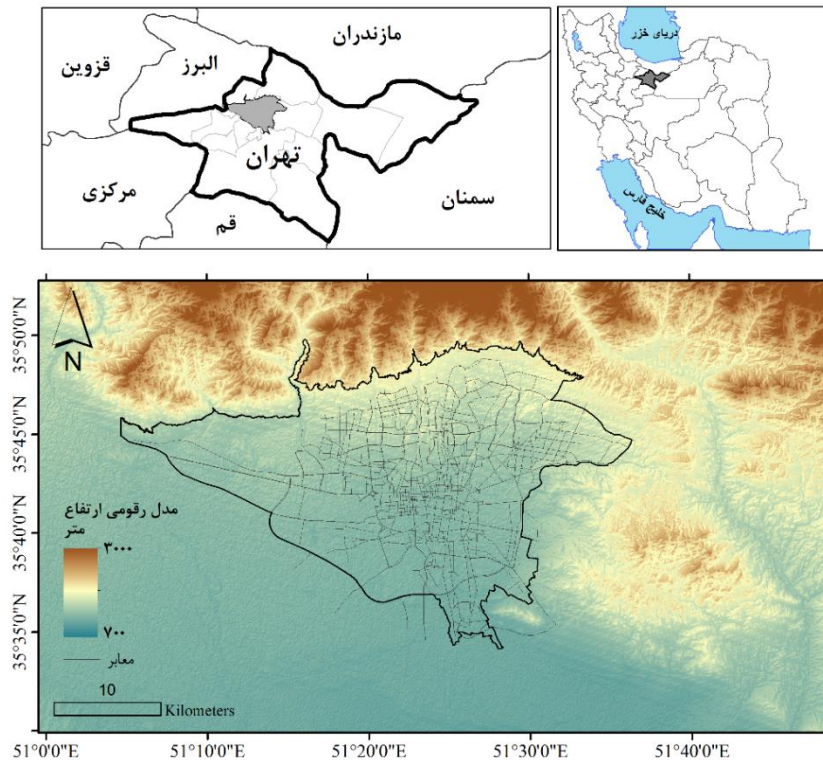 مازندران
البرز
قزوین
تهران
مرکزی
سمنان
قم
دریای خزر
خلیج فارس
35°50'0"N
35°45'0"N
35°40'0"N
35°35'0"N
N
مدل رقومی ارتفاع
متر
۳۰۰۰
۷۰۰
معابر
10
Kilometers
51°0'0"E
51°10'0"E
51°20'0"E
51°30'0"E
51°40'0"E